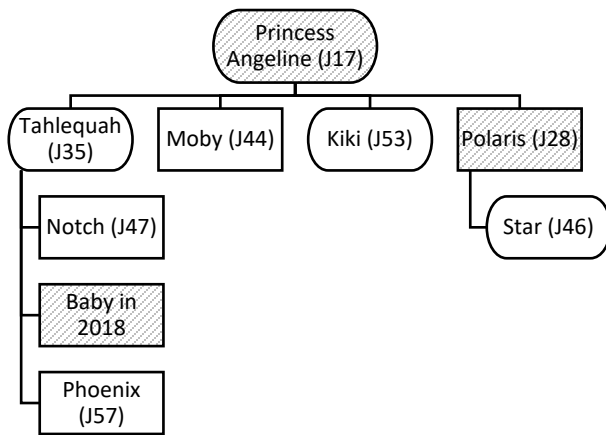 Princess
Angeline (J17)
Tahlequah
(J35)
Moby (J44)
Kiki (J53)
Polaris (J28)
Notch (J47)
Star (J46)
Baby in
2018
Phoenix
(J57)